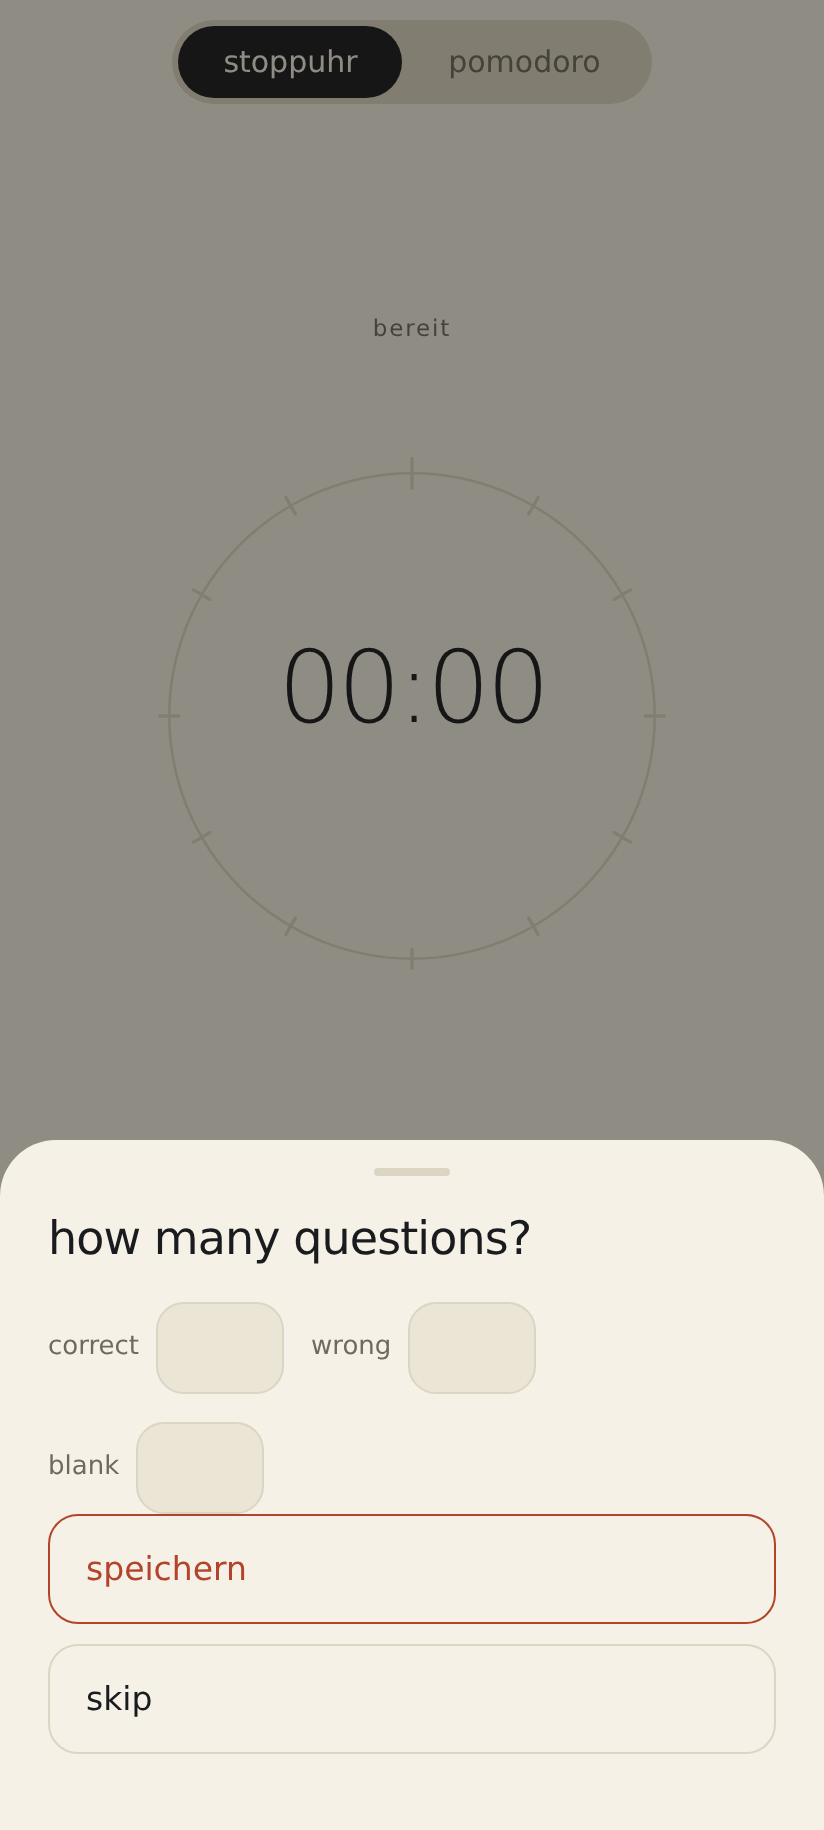 stoppuhr pomodoro
bereit
00:00
how many questions?
correct wrong
blank
speichern
skip